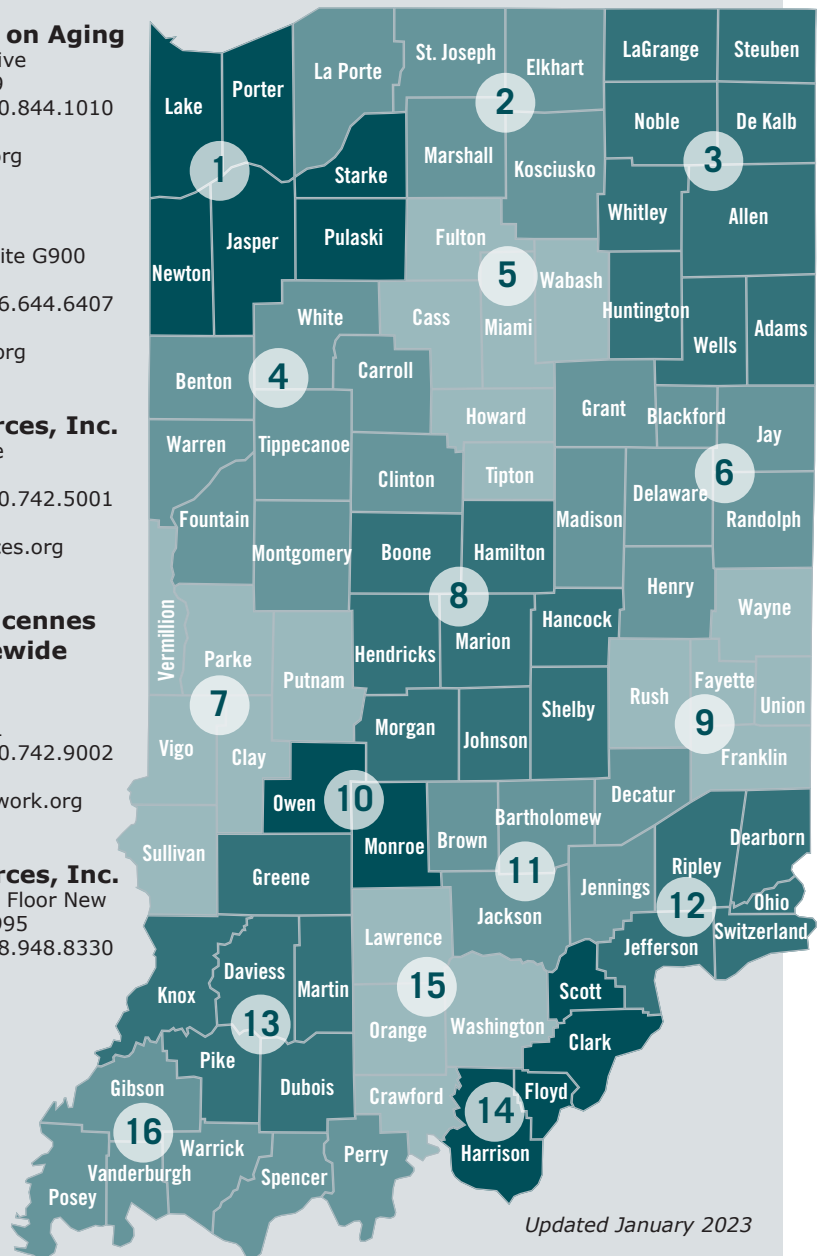 on Aging
ive
9
0.844.1010
org
ite G900
6.644.6407
org
rces, Inc.
e
0.742.5001
ces.org
cennes
ewide
0.742.9002
work.org
rces, Inc.
Floor New
995
8.948.8330
St. Joseph
LaGrange
Steuben
La Porte
Elkhart
Porter
Lake
2
Noble
De Kalb
Marshall
3
1
Starke
Kosciusko
Whitley
Allen
Jasper
Pulaski
Fulton
Newton
5
Wabash
White
Cass
Miami
Huntington
Adams
Wells
Benton
4
Carroll
Howard
Grant
Blackford
Jay
Warren
Tippecanoe
Clinton
Tipton
6
Delaware
Fountain
Madison
Randolph
Montgomery
Boone
Hamilton
Henry
8
Wayne
Vermillion
Hancock
Hendricks
Marion
Parke
Putnam
Rush
Fayette
Union
7
Morgan
Shelby
9
Vigo
Clay
Johnson
Franklin
Owen
10
Decatur
Bartholomew
Brown
Monroe
Dearborn
Sullivan
Greene
11
Ripley
Jennings
12
Ohio
Jackson
Switzerland
Lawrence
Jefferson
Daviess
Knox
Martin
15
Scott
13
Orange
Washington
Clark
Pike
Gibson
Dubois
Crawford
Floyd
14
16
Warrick
Perry
Harrison
Vanderburgh
Spencer
Posey
Updated January 2023